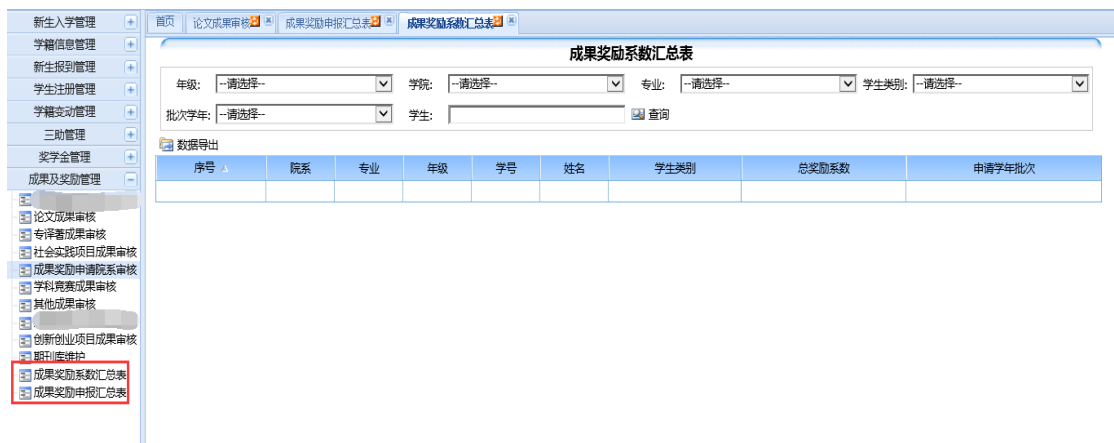 新生入学管理
学籍信息管理
新生报到管理
学生注册管理
学籍变动管理
三助管理
奖学金管理
成果及奖励管理
论文成果审核
专译著成果审核
社会实践项目成果审核
成果奖励申请院系审核
学科竞赛成果审核
其他成果审核
创新创业项目成果审核
期刊库维护
成果奖励系数汇总表
成果奖励申报汇总表
首页 论文成果审核 成果奖励申报汇总表 成果奖励系数汇总表
成果奖励系数汇总表
年级: --请选择-- 学院: --请选择-- 专业: --请选择-- 学生类别: --请选择--
批次学年: --请选择-- 学生: 查询
数据导出
序号 院系 专业 年级 学号 姓名 学生类别 总奖励系数 申请学年批次